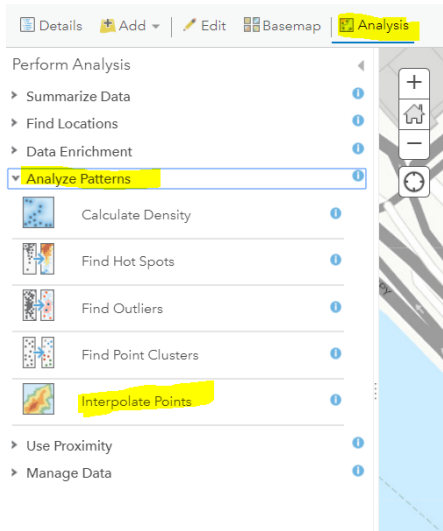 Details Add Edit Basemap Analysis
Perform Analysis
Summarize Data
Find Locations
Data Enrichment
Analyze Patterns
Calculate Density
Find Hot Spots
Find Outliers
Find Point Clusters
Interpolate Points
Use Proximity
Manage Data